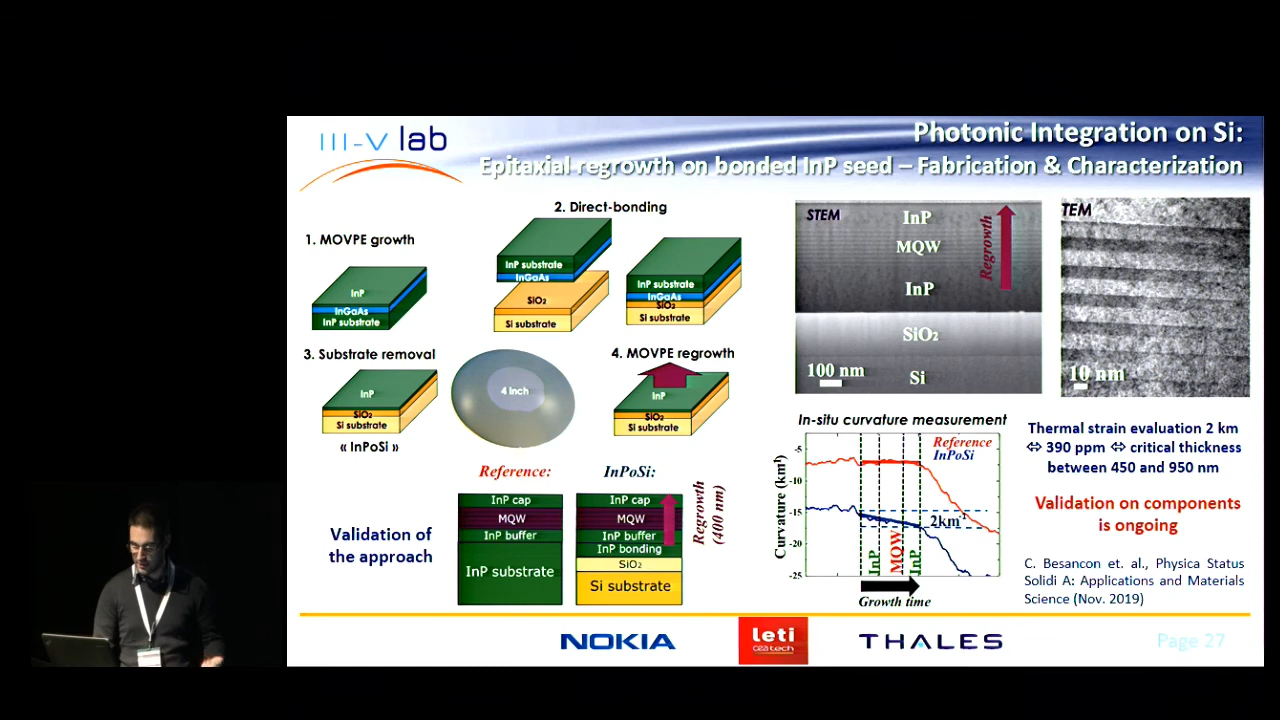 III-V lab
Photonic Integration on Si:
Epitaxial regrowth on bonded InP seed – Fabrication & Characterization
1. MOVPE growth
InP
InGaAs
InP substrate
2. Direct-bonding
InP substrate
InGaAs
SiO₂
Si substrate
InP substrate
InGaAs
SiO₂
Si substrate
3. Substrate removal
InP
SiO₂
Si substrate
« InPoSi »
4 inch
4. MOVPE regrowth
InP
SiO₂
Si substrate
STEM
InP
MQW
InP
SiO₂
Si
Regrowth
100 nm
TEM
10 nm
Validation of
the approach
Reference:
InP cap
MQW
InP buffer
InP substrate
InPoSi:
InP cap
MQW
InP buffer
InP bonding
SiO₂
Si substrate
Regrowth
(400 nm)
In-situ curvature measurement
Reference
InPoSi
Curvature (km¹)
-5
-10
-15
-20
-25
2km⁻¹
InP
MQW
InP
Growth time
Thermal strain evaluation 2 km
⇔ 390 ppm ⇔ critical thickness
between 450 and 950 nm
Validation on components
is ongoing
C. Besancon et. al., Physica Status
Solidi A: Applications and Materials
Science (Nov. 2019)
NOKIA
leti
ceatech
THALES
Page 27